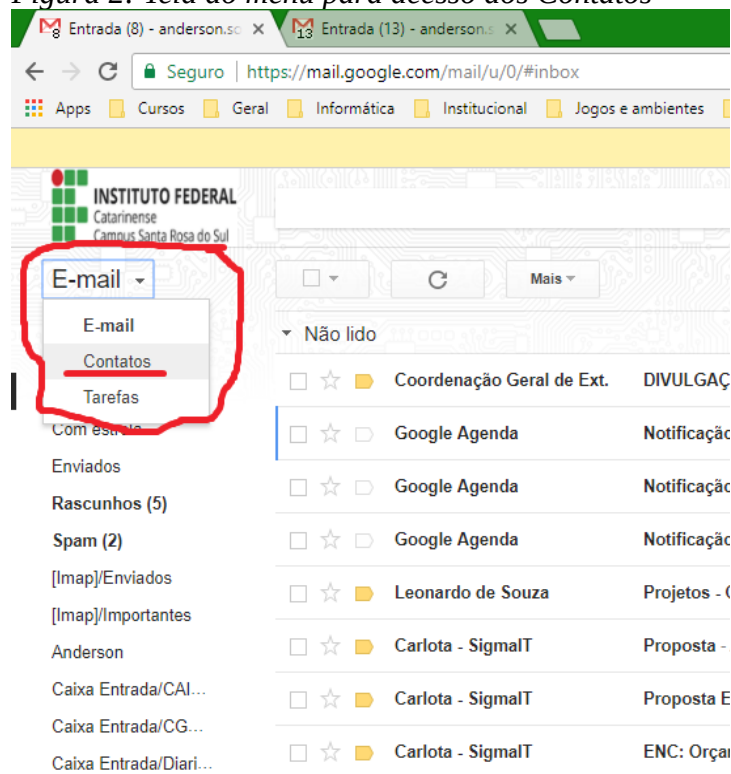 Figura 2: Tela do menu para acesso aos Contatos
Entrada (8) - anderson.so
Entrada (13) - anderson.s
Seguro | https://mail.google.com/mail/u/0/#inbox
Apps Cursos Geral Informática Institucional Jogos e ambientes
INSTITUTO FEDERAL
Catarinense
Campus Santa Rosa do Sul
E-mail
Mais
E-mail
Contatos
Tarefas
Não lido
Coordenação Geral de Ext. DIVULGAÇ
Com estrela
Google Agenda Notificação
Enviados
Google Agenda Notificação
Rascunhos (5)
Spam (2)
Google Agenda Notificação
[Imap]/Enviados
Leonardo de Souza Projetos -
[Imap]/Importantes
Anderson
Carlota - SigmaIT Proposta -
Caixa Entrada/CAI...
Carlota - SigmaIT Proposta E
Caixa Entrada/CG...
Carlota - SigmaIT ENC: Orçar
Caixa Entrada/Diari...